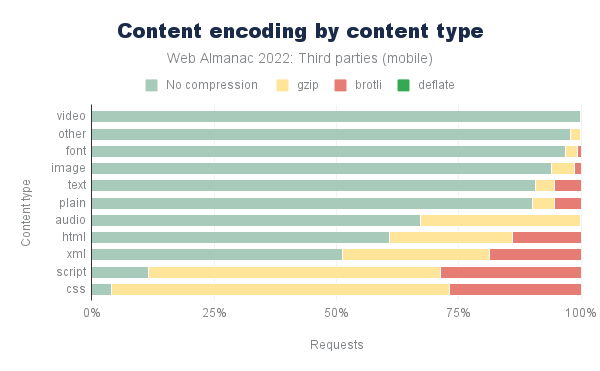 Content encoding by content type
Web Almanac 2022: Third parties (mobile)
No compression gzip brotli deflate
Content type
video
other
font
image
text
plain
audio
html
xml
script
css
0% 25% 50% 75% 100%
Requests